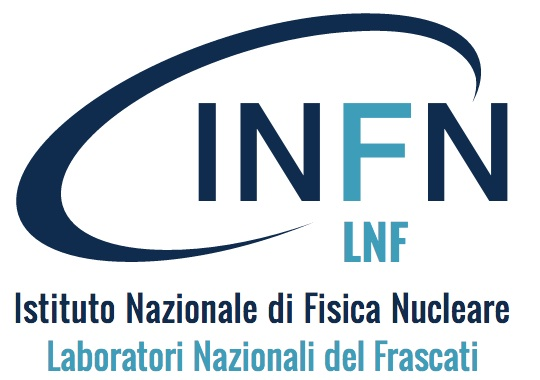 INFN
LNF
Istituto Nazionale di Fisica Nucleare
Laboratori Nazionali del Frascati